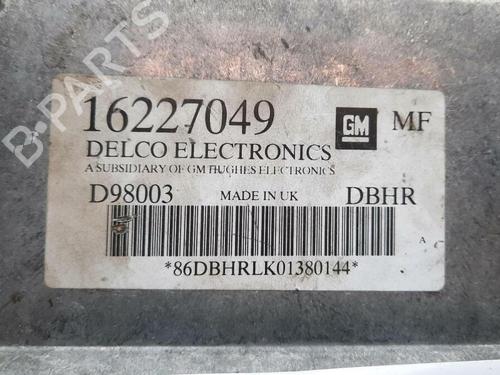 B-PARTS
16227049 GM MF
DELCO ELECTRONICS
A SUBSIDIARY OF GM HUGHES ELECTRONICS
D98003 MADE IN UK DBHR
A
*86DBHRLK01380144*